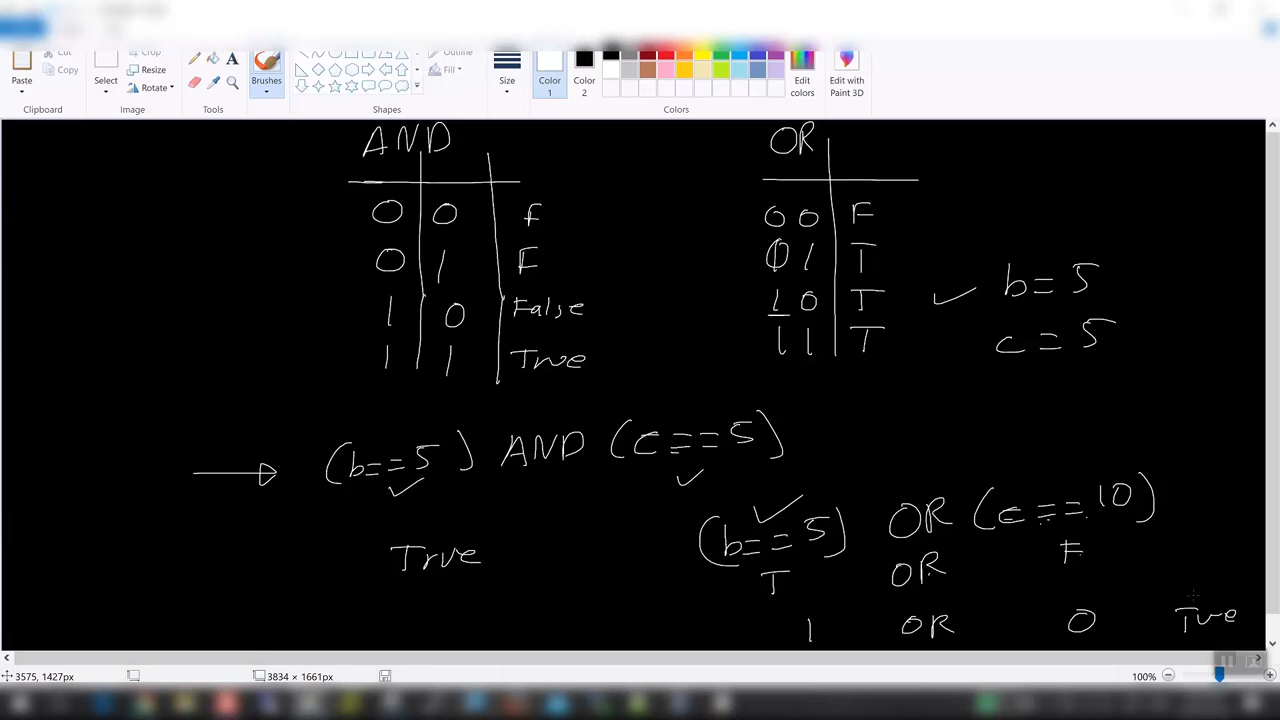 Cut
Copy
Paste
Clipboard
Crop
Resize
Rotate
Select
Image
Tools
Brushes
Outline
Fill
Shapes
Size
Color 1
Color 2
Edit colors
Colors
Edit with Paint 3D
AND
0 0 f
0 1 F
1 0 False
1 1 True
OR
0 0 F
0 1 T
1 0 T
1 1 T
b = 5
c = 5
(b==5) AND (c==5)
True
(b==5) OR (c==10)
T OR F
1 OR 0 True
3575, 1427px
3834 × 1661px
100%